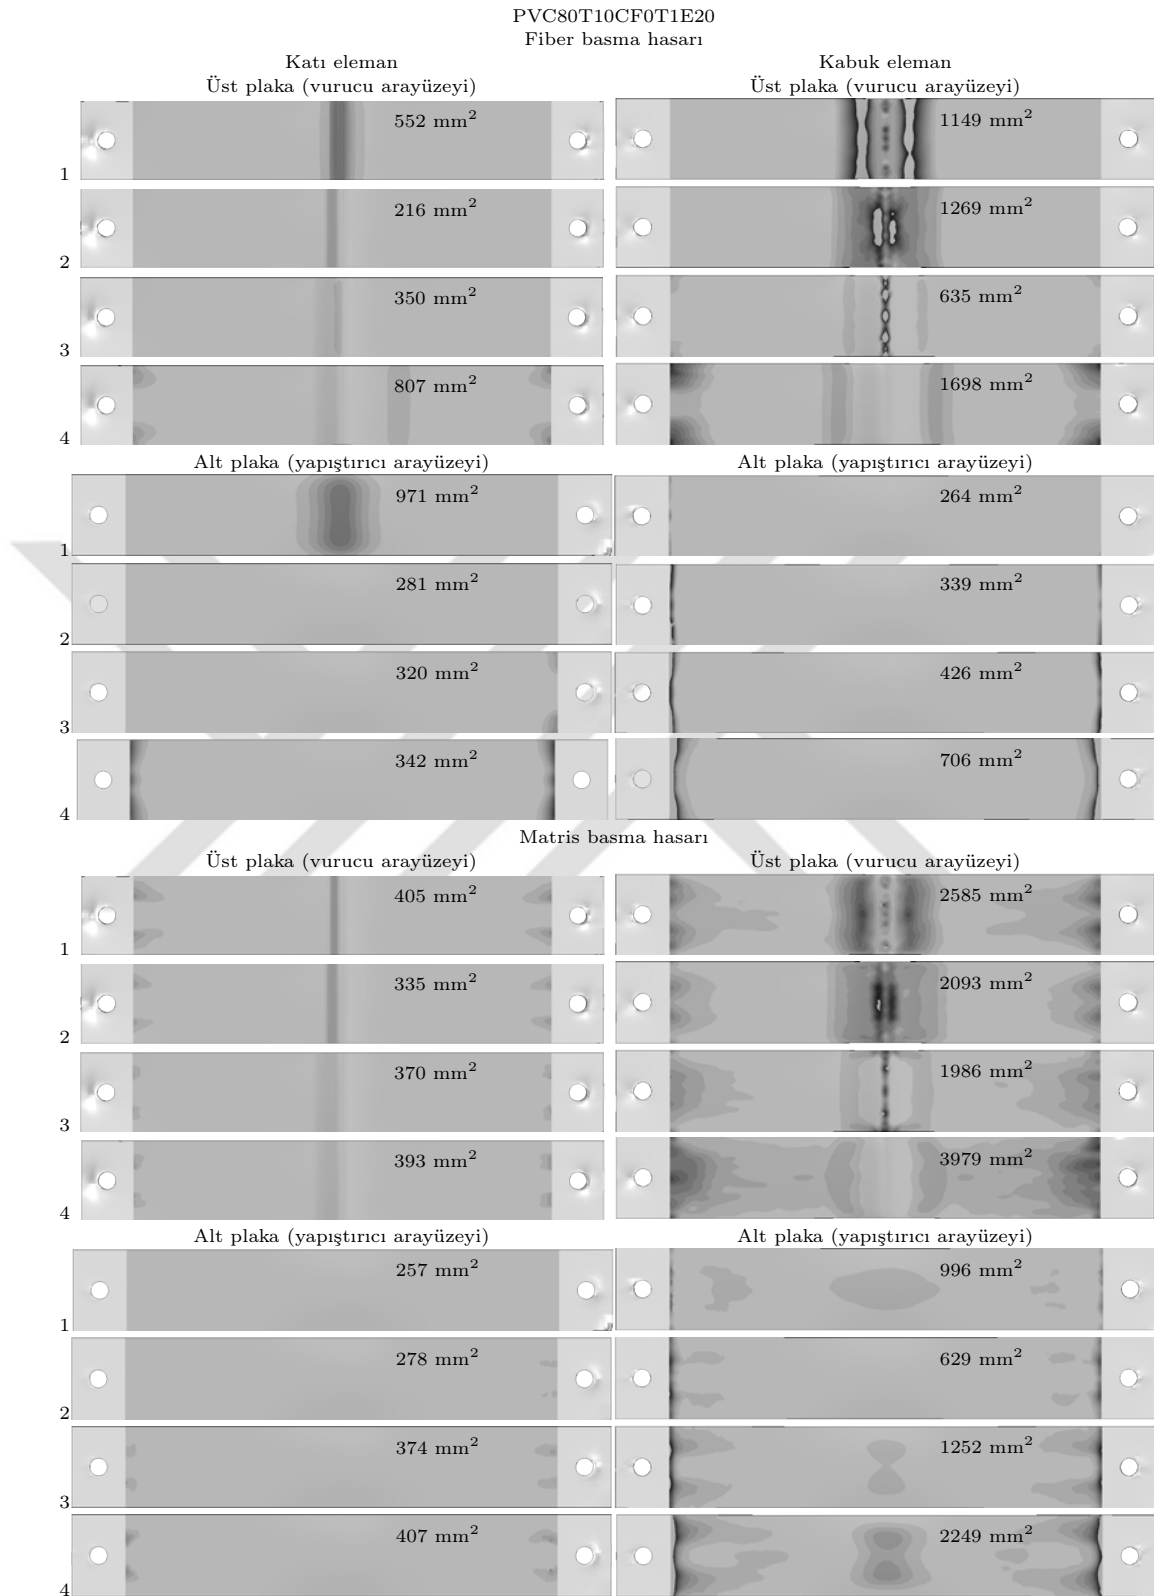 PVC80T10CF0T1E20
Fiber basma hasarı
Katı eleman Kabuk eleman
Üst plaka (vurucu arayüzeyi) Üst plaka (vurucu arayüzeyi)
1 552 mm² 1149 mm²
2 216 mm² 1269 mm²
3 350 mm² 635 mm²
4 807 mm² 1698 mm²
Alt plaka (yapıştırıcı arayüzeyi) Alt plaka (yapıştırıcı arayüzeyi)
1 971 mm² 264 mm²
2 281 mm² 339 mm²
3 320 mm² 426 mm²
4 342 mm² 706 mm²
Matris basma hasarı
Üst plaka (vurucu arayüzeyi) Üst plaka (vurucu arayüzeyi)
1 405 mm² 2585 mm²
2 335 mm² 2093 mm²
3 370 mm² 1986 mm²
4 393 mm² 3979 mm²
Alt plaka (yapıştırıcı arayüzeyi) Alt plaka (yapıştırıcı arayüzeyi)
1 257 mm² 996 mm²
2 278 mm² 629 mm²
3 374 mm² 1252 mm²
4 407 mm² 2249 mm²